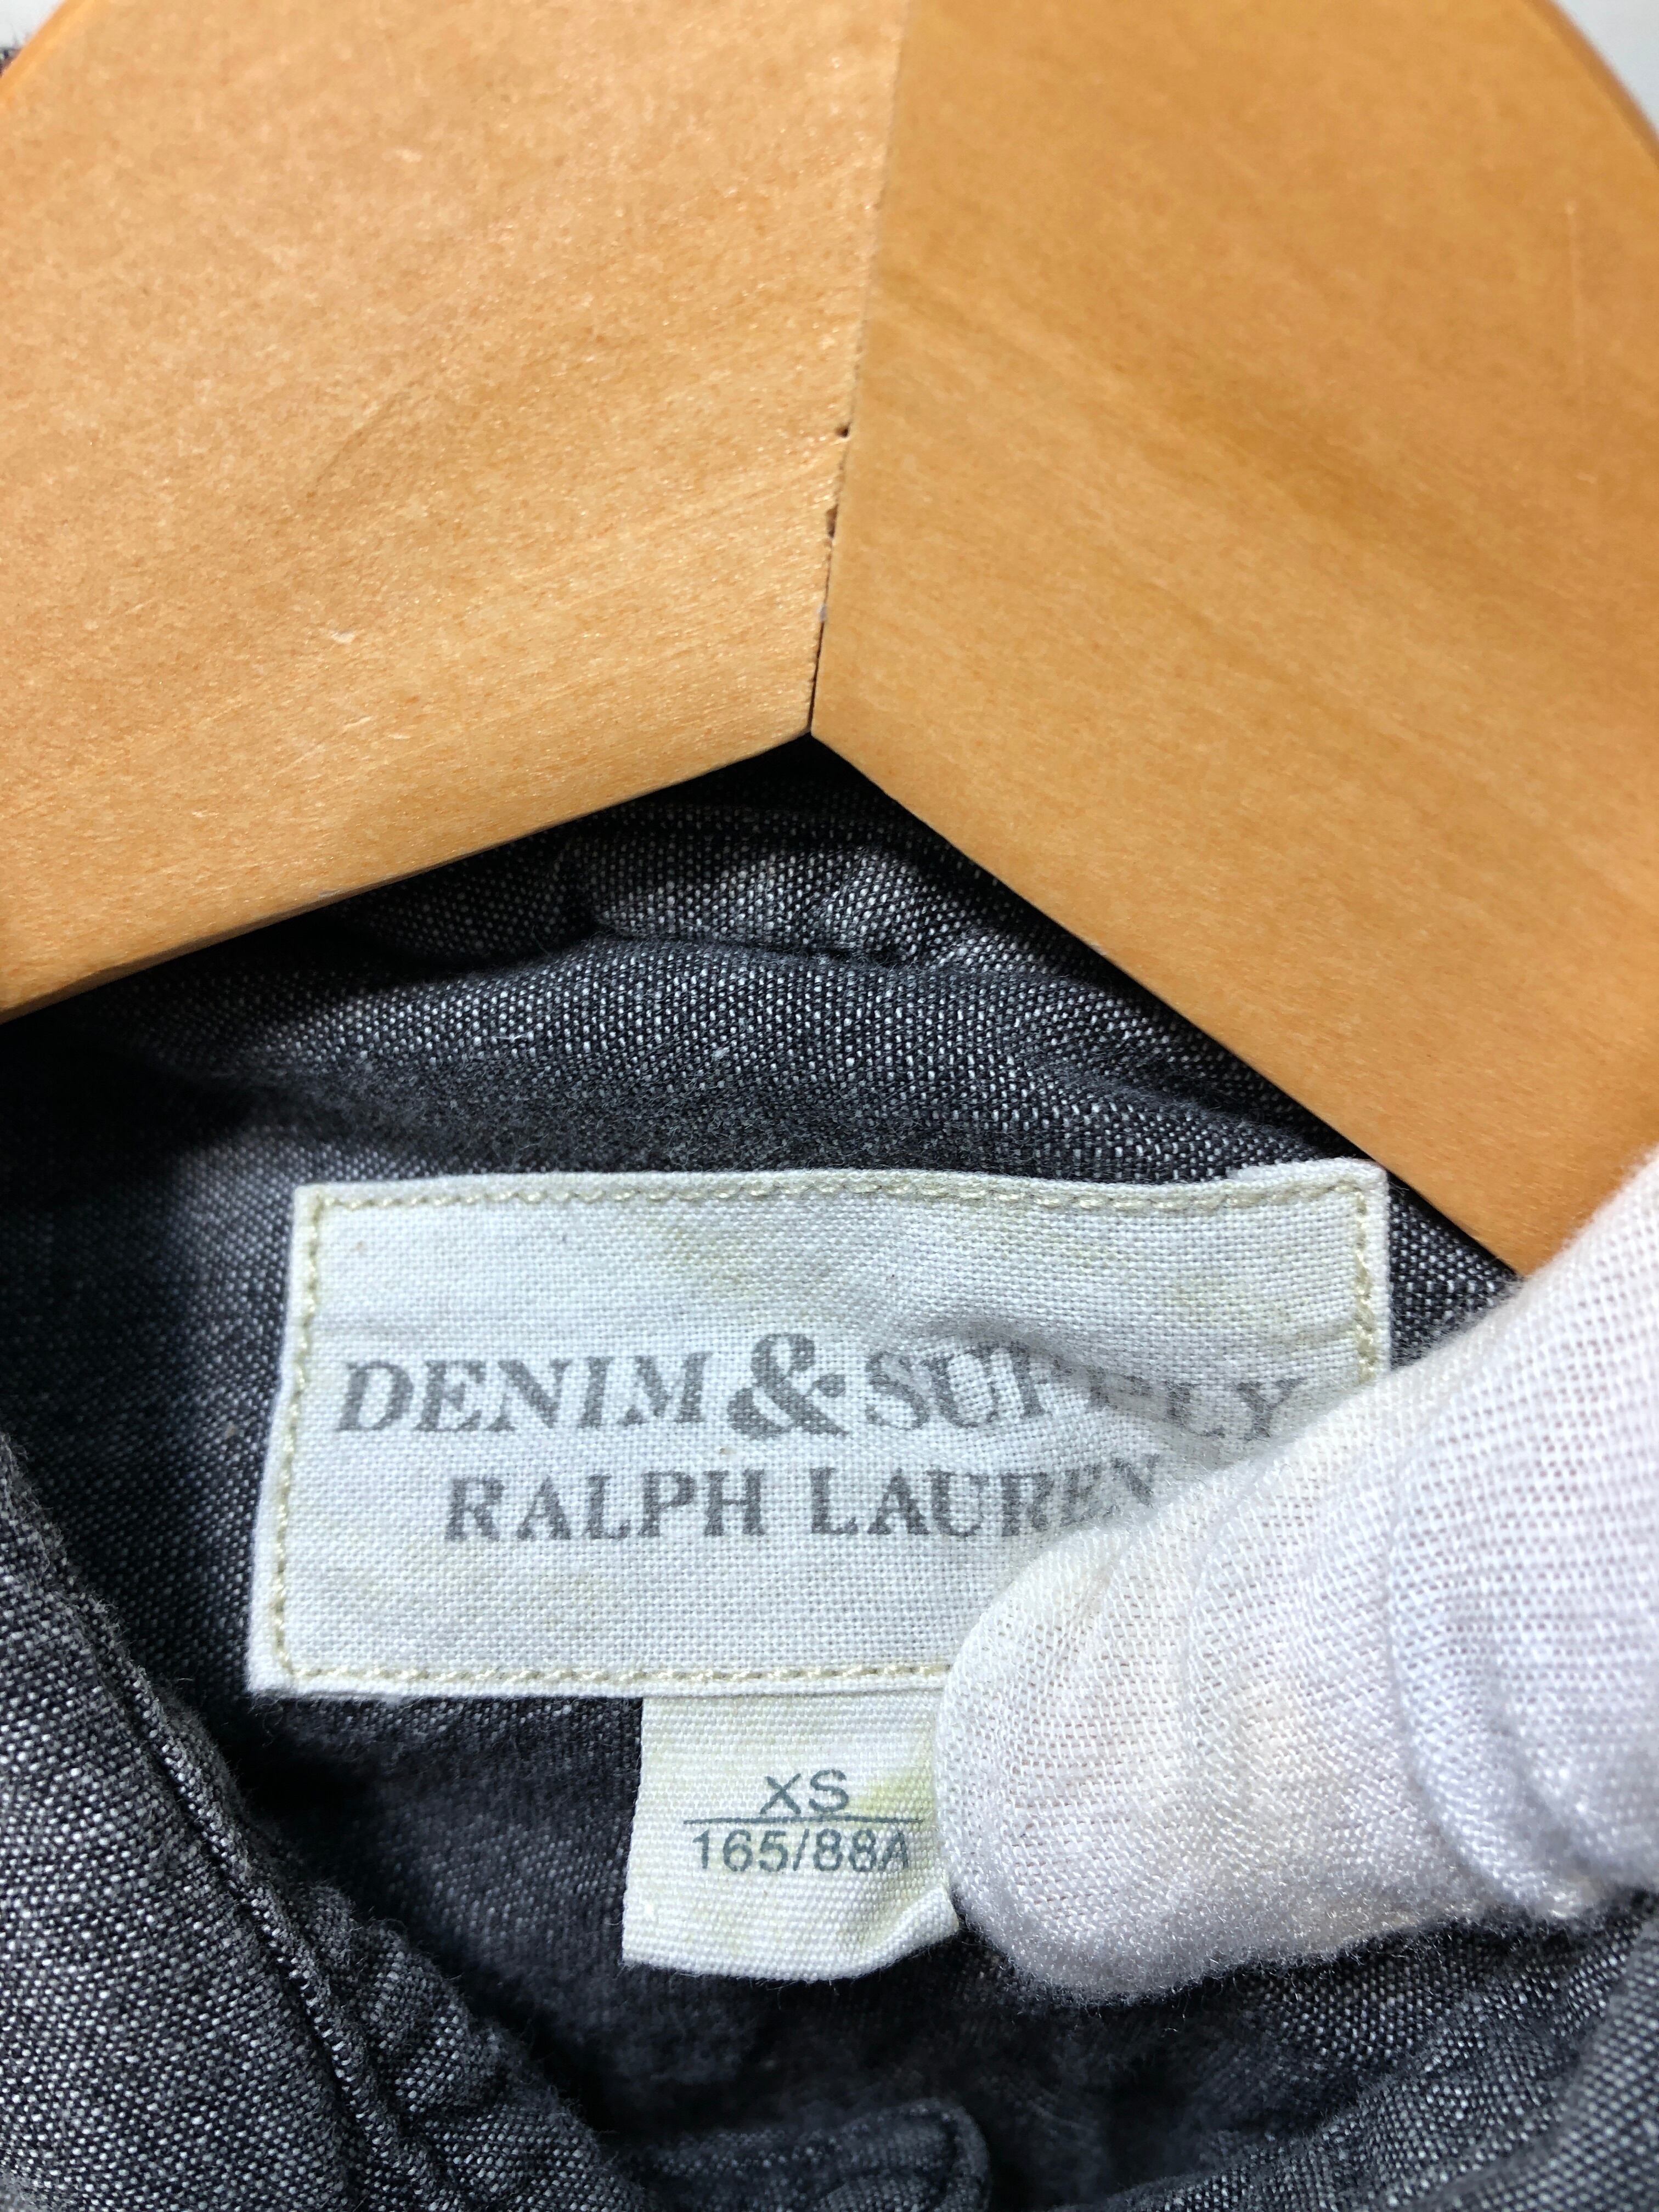 DENIM & SUPPLY
RALPH LAUREN
XS
165/88A